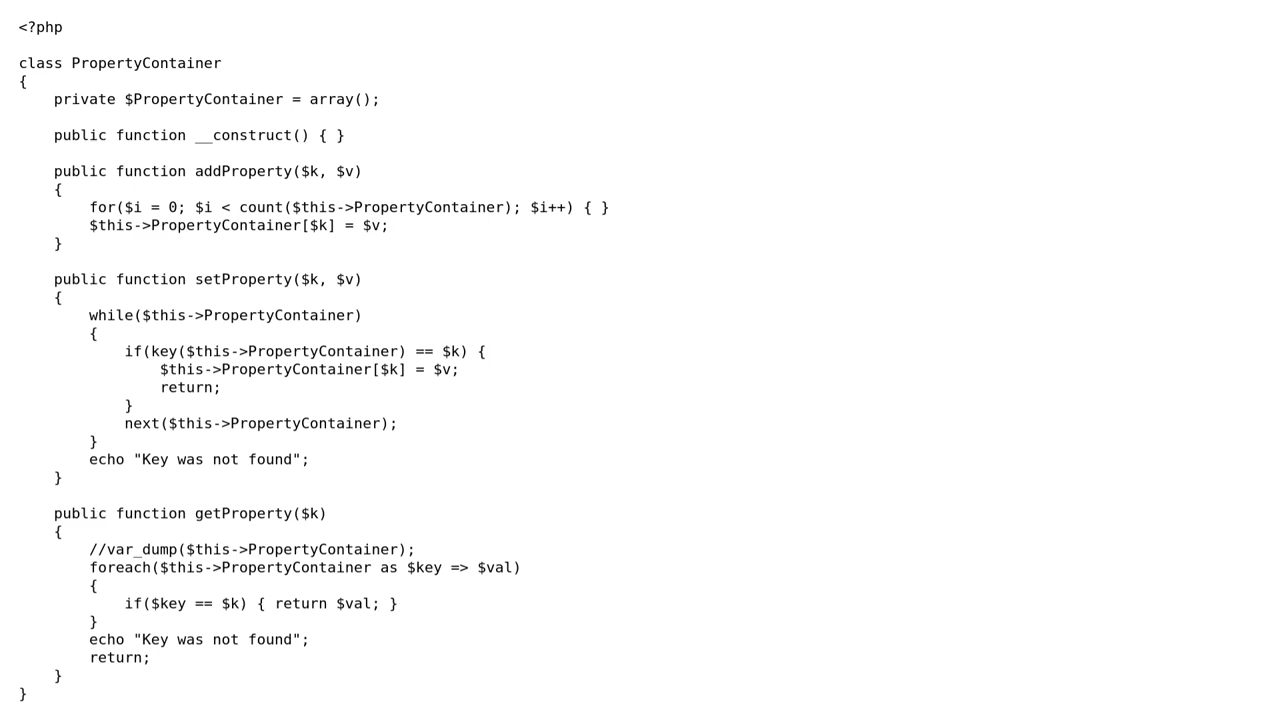 <?php
class PropertyContainer
{
    private $PropertyContainer = array();
    public function __construct() { }
    public function addProperty($k, $v)
    {
        for($i = 0; $i < count($this->PropertyContainer); $i++) { }
        $this->PropertyContainer[$k] = $v;
    }
    public function setProperty($k, $v)
    {
        while($this->PropertyContainer)
        {
            if(key($this->PropertyContainer) == $k) {
                $this->PropertyContainer[$k] = $v;
                return;
            }
            next($this->PropertyContainer);
        }
        echo "Key was not found";
    }
    public function getProperty($k)
    {
        //var_dump($this->PropertyContainer);
        foreach($this->PropertyContainer as $key => $val)
        {
            if($key == $k) { return $val; }
        }
        echo "Key was not found";
        return;
    }
}